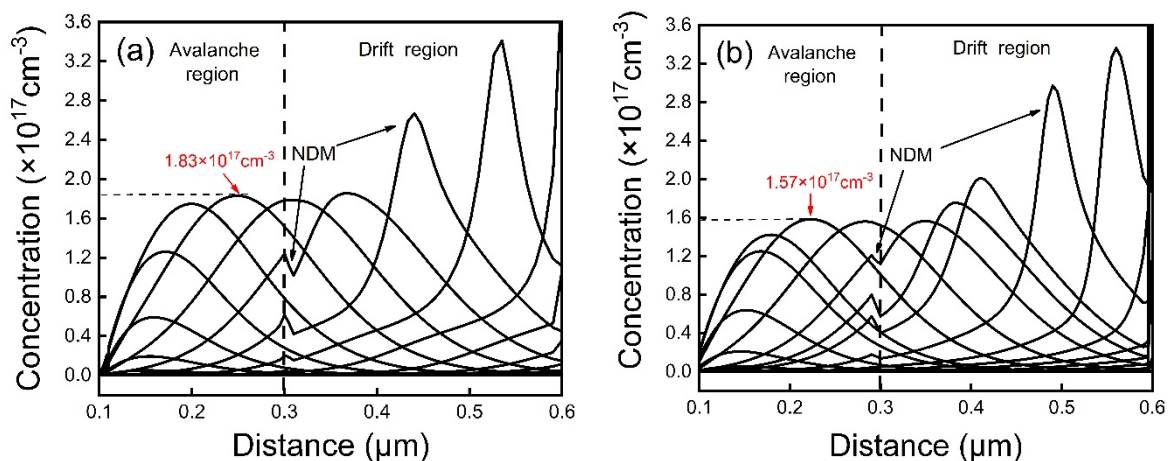 (a)
Avalanche
region
Drift region
NDM
1.83×10¹⁷cm⁻³
Concentration (×10¹⁷cm⁻³)
3.6
3.2
2.8
2.4
2.0
1.6
1.2
0.8
0.4
0.0
0.1 0.2 0.3 0.4 0.5 0.6
Distance (μm)
(b)
Avalanche
region
Drift region
NDM
1.57×10¹⁷cm⁻³
Concentration (×10¹⁷cm⁻³)
3.6
3.2
2.8
2.4
2.0
1.6
1.2
0.8
0.4
0.0
0.1 0.2 0.3 0.4 0.5 0.6
Distance (μm)